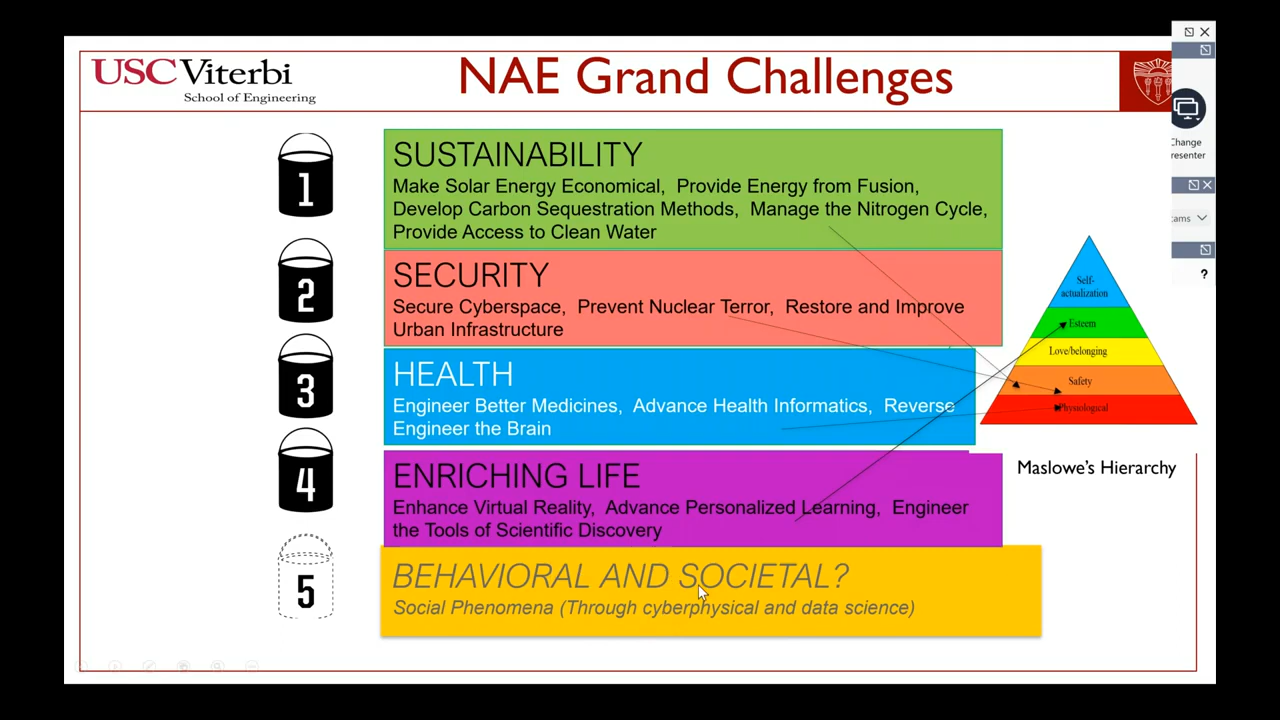 USC Viterbi
School of Engineering
NAE Grand Challenges
1
SUSTAINABILITY
Make Solar Energy Economical, Provide Energy from Fusion,
Develop Carbon Sequestration Methods, Manage the Nitrogen Cycle,
Provide Access to Clean Water
2
SECURITY
Secure Cyberspace, Prevent Nuclear Terror, Restore and Improve
Urban Infrastructure
3
HEALTH
Engineer Better Medicines, Advance Health Informatics, Reverse
Engineer the Brain
4
ENRICHING LIFE
Enhance Virtual Reality, Advance Personalized Learning, Engineer
the Tools of Scientific Discovery
5
BEHAVIORAL AND SOCIETAL?
Social Phenomena (Through cyberphysical and data science)
Self-
actualization
Esteem
Love/belonging
Safety
Physiological
Maslowe's Hierarchy
Change
resenter
ams
?